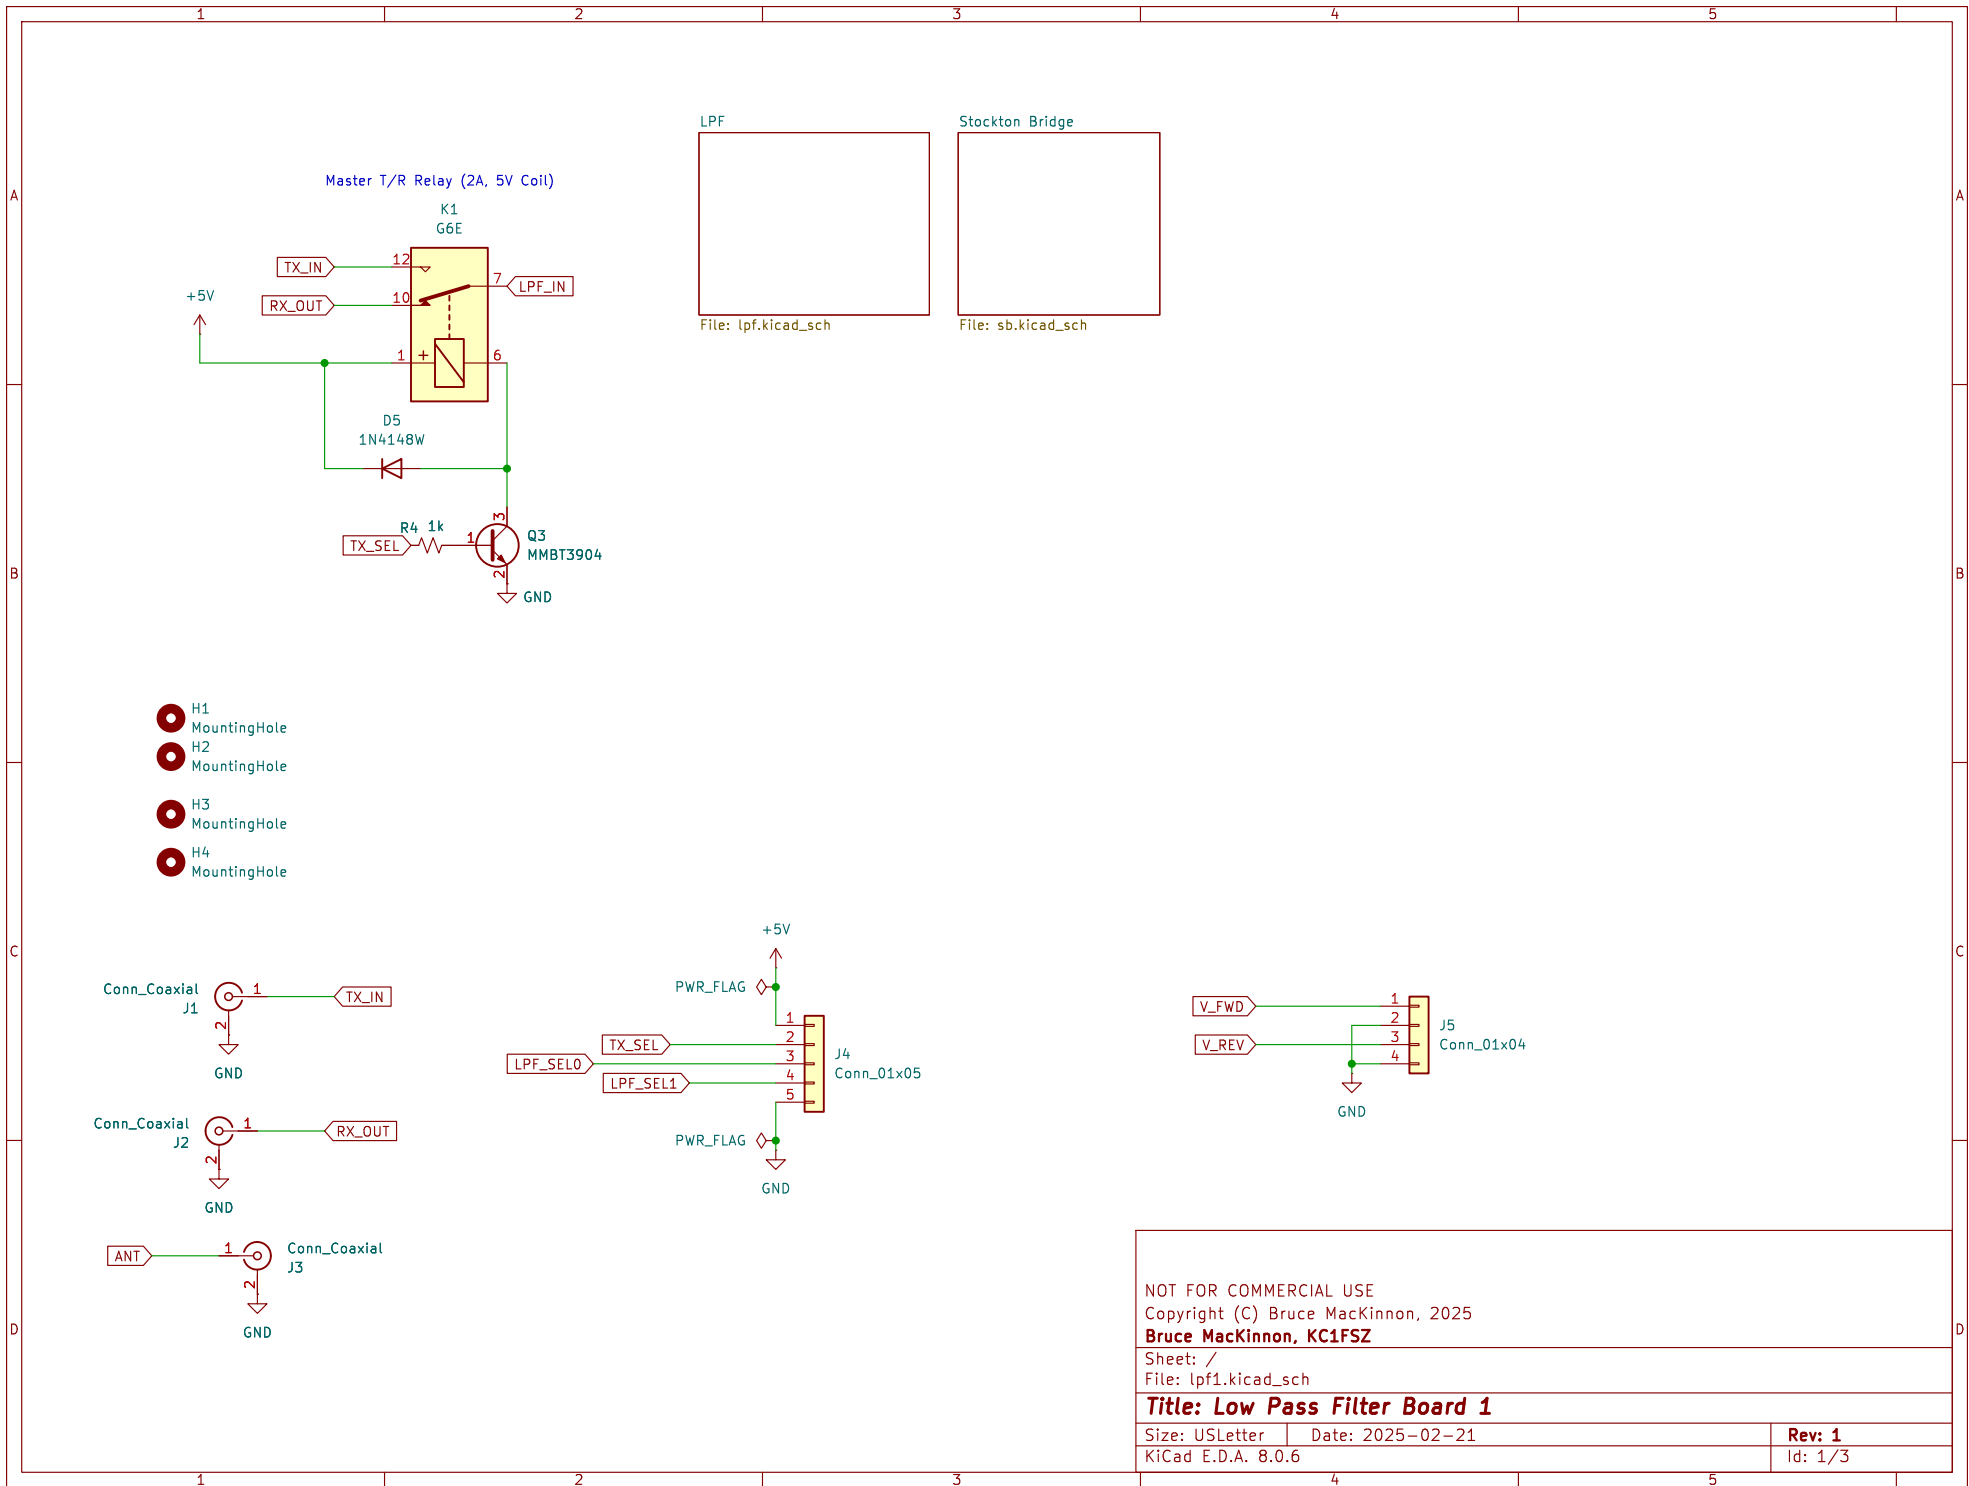 1 2 3 4 5
LPF
Stockton Bridge
Master T/R Relay (2A, 5V Coil)
A
A
K1
G6E
12
TX_IN
7
LPF_IN
+5V
10
RX_OUT
File: lpf.kicad_sch
File: sb.kicad_sch
1
+
6
D5
1N4148W
3
R4
1k
Q3
TX_SEL
1
MMBT3904
2
B
B
GND
H1
MountingHole
H2
MountingHole
H3
MountingHole
H4
MountingHole
+5V
C
C
Conn_Coaxial
J1
1
TX_IN
2
GND
PWR_FLAG
1
TX_SEL
2
LPF_SEL0
3
LPF_SEL1
4
5
J4
Conn_01x05
PWR_FLAG
GND
V_FWD
1
2
V_REV
3
4
J5
Conn_01x04
GND
Conn_Coaxial
J2
1
RX_OUT
2
GND
ANT
1
Conn_Coaxial
J3
2
GND
D
D
NOT FOR COMMERCIAL USE
Copyright (C) Bruce MacKinnon, 2025
Bruce MacKinnon, KC1FSZ
Sheet: /
File: lpf1.kicad_sch
Title: Low Pass Filter Board 1
Size: USLetter
Date: 2025-02-21
Rev: 1
KiCad E.D.A. 8.0.6
Id: 1/3
1 2 3 4 5